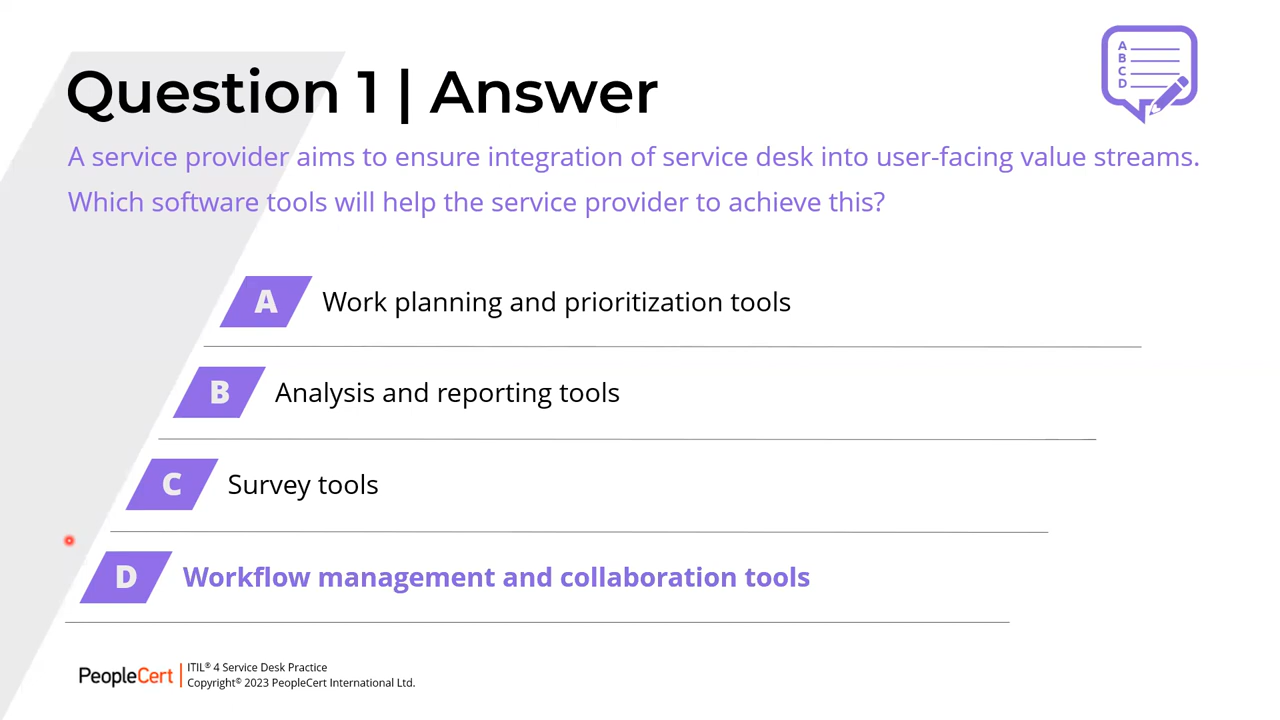 Question 1 | Answer
A
B
C
D
A service provider aims to ensure integration of service desk into user-facing value streams.
Which software tools will help the service provider to achieve this?
A Work planning and prioritization tools
B Analysis and reporting tools
C Survey tools
D Workflow management and collaboration tools
PeopleCert
ITIL® 4 Service Desk Practice
Copyright© 2023 PeopleCert International Ltd.